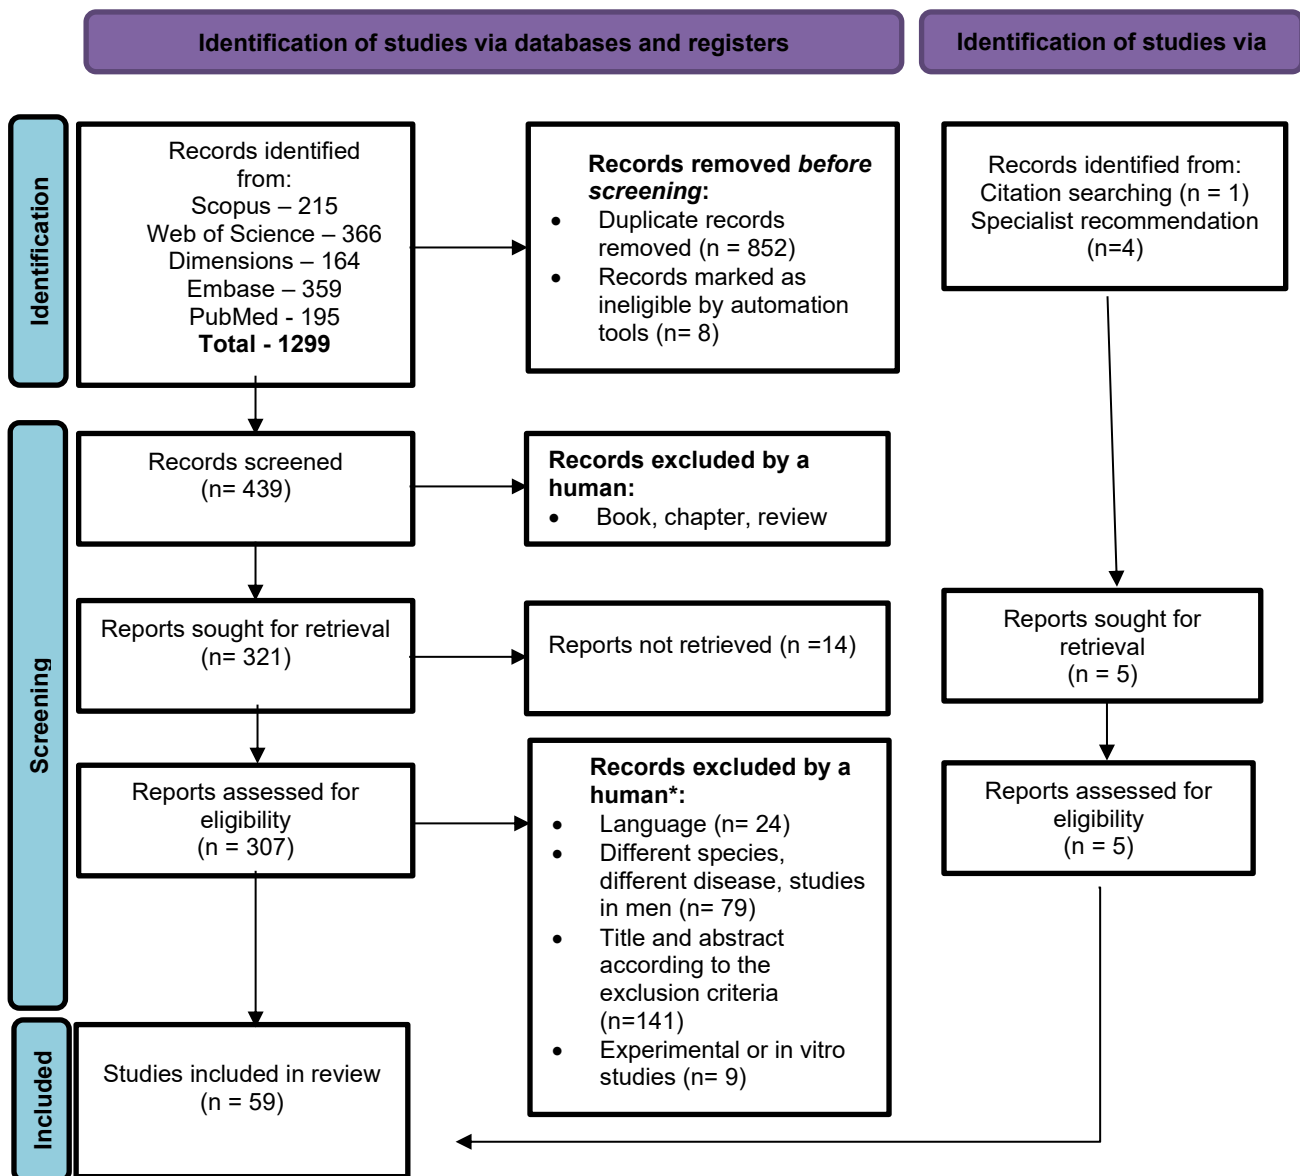 Identification of studies via databases and registers
Identification of studies via
Identification
Records identified
from:
Scopus – 215
Web of Science – 366
Dimensions – 164
Embase – 359
PubMed - 195
Total - 1299
Records removed before
screening:
• Duplicate records
removed (n = 852)
• Records marked as
ineligible by automation
tools (n= 8)
Records identified from:
Citation searching (n = 1)
Specialist recommendation
(n=4)
Screening
Records screened
(n= 439)
Records excluded by a
human:
• Book, chapter, review
Reports sought for retrieval
(n= 321)
Reports not retrieved (n =14)
Reports sought for
retrieval
(n = 5)
Reports assessed for
eligibility
(n = 307)
Records excluded by a
human*:
• Language (n= 24)
• Different species,
different disease, studies
in men (n= 79)
• Title and abstract
according to the
exclusion criteria
(n=141)
• Experimental or in vitro
studies (n= 9)
Reports assessed for
eligibility
(n = 5)
Included
Studies included in review
(n = 59)